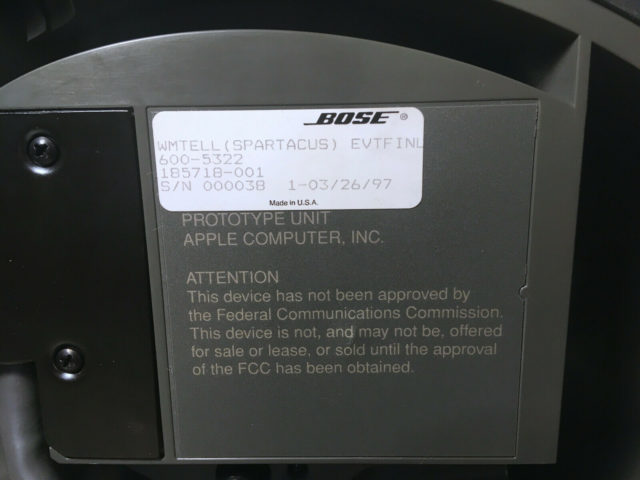 BOSE ®
WMTELL(SPARTACUS) EVTFINL
600-5322
185718-001
S/N 000038 1-03/26/97
Made in U.S.A.
PROTOTYPE UNIT
APPLE COMPUTER, INC.
ATTENTION
This device has not been approved by
the Federal Communications Commission.
This device is not, and may not be, offered
for sale or lease, or sold until the approval
of the FCC has been obtained.